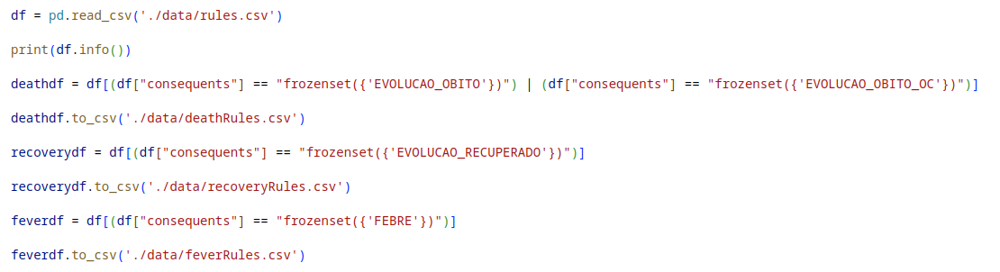 df = pd.read_csv('./data/rules.csv')
print(df.info())
deathdf = df[(df["consequents"] == "frozenset({'EVOLUCAO_OBITO'})") | (df["consequents"] == "frozenset({'EVOLUCAO_OBITO_OC'})")]
deathdf.to_csv('./data/deathRules.csv')
recoverydf = df[(df["consequents"] == "frozenset({'EVOLUCAO_RECUPERADO'})")]
recoverydf.to_csv('./data/recoveryRules.csv')
feverdf = df[(df["consequents"] == "frozenset({'FEBRE'})")]
feverdf.to_csv('./data/feverRules.csv')